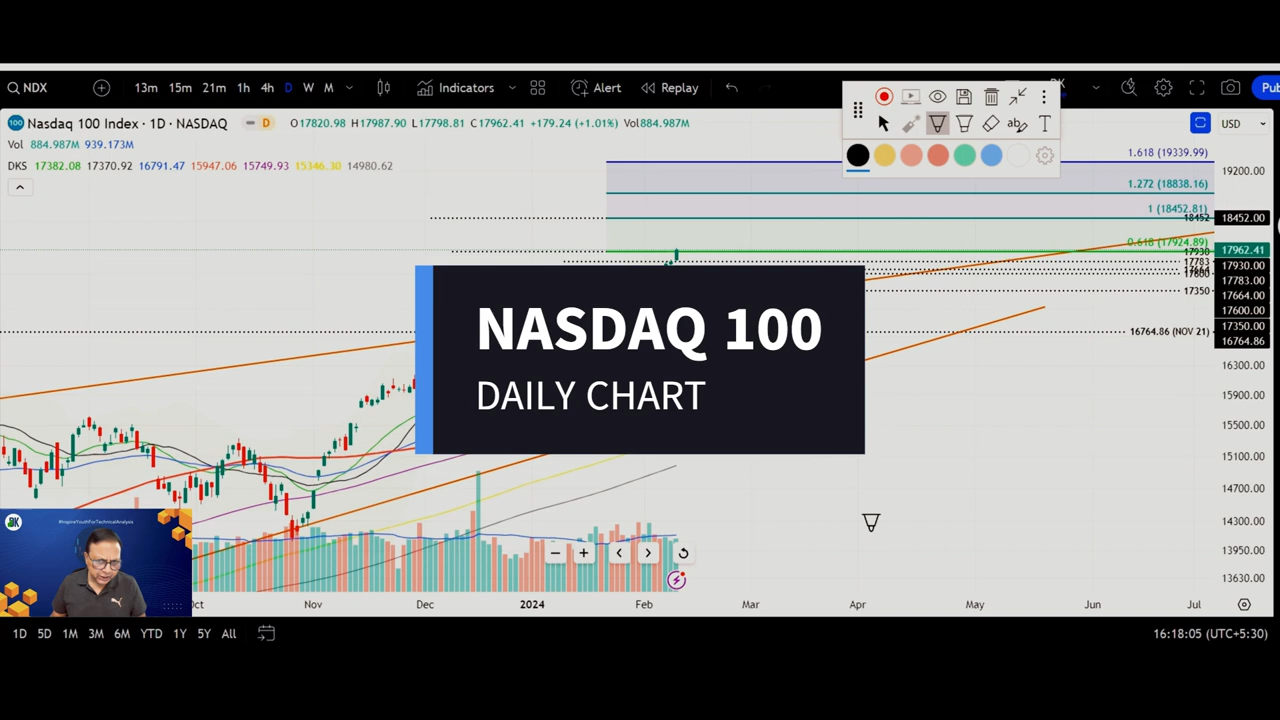 NDX 13m 15m 21m 1h 4h D W M Indicators Alert Replay
Nasdaq 100 Index · 1D · NASDAQ D O17820.98 H17987.90 L17798.81 C17962.41 +179.24 (+1.01%) Vol884.987M USD
Vol 884.987M 939.173M
DKS 17382.08 17370.92 16791.47 15947.06 15749.93 15346.30 14980.62
1.618 (19339.99)
19200.00
1.272 (18838.16)
1 (18452.81)
18452 18452.00
0.618 (17924.89)
17930 17962.41
17783 17930.00
17783.00
17664.00
17600 17600.00
17350 17350.00
16764.86 (NOV 21) 16764.86
NASDAQ 100
DAILY CHART
16300.00
15900.00
15500.00
15100.00
14700.00
14300.00
13950.00
13630.00
#InspireYouthForTechnicalAnalysis
Oct Nov Dec 2024 Feb Mar Apr May Jun Jul
1D 5D 1M 3M 6M YTD 1Y 5Y All 16:18:05 (UTC+5:30)